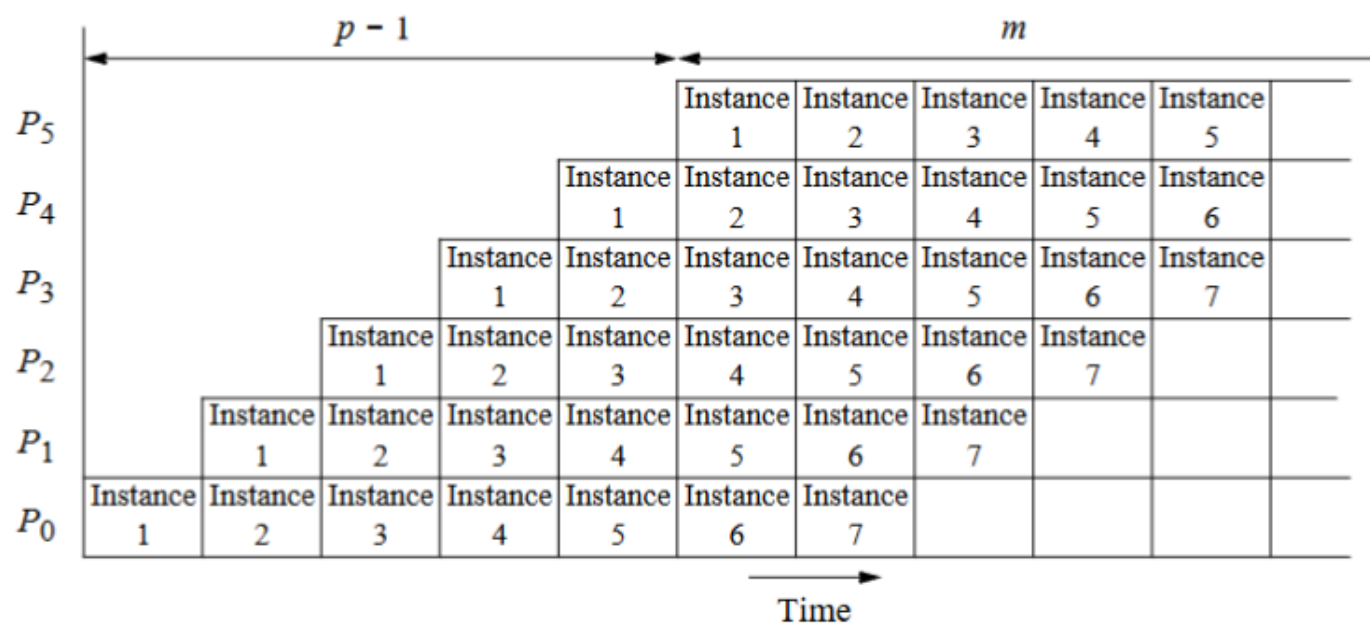 p − 1 m
Instance Instance Instance Instance Instance
P5
1 2 3 4 5
Instance Instance Instance Instance Instance Instance
P4
1 2 3 4 5 6
Instance Instance Instance Instance Instance Instance Instance
P3
1 2 3 4 5 6 7
Instance Instance Instance Instance Instance Instance Instance
P2
1 2 3 4 5 6 7
Instance Instance Instance Instance Instance Instance Instance
P1
1 2 3 4 5 6 7
Instance Instance Instance Instance Instance Instance Instance
P0
1 2 3 4 5 6 7
Time